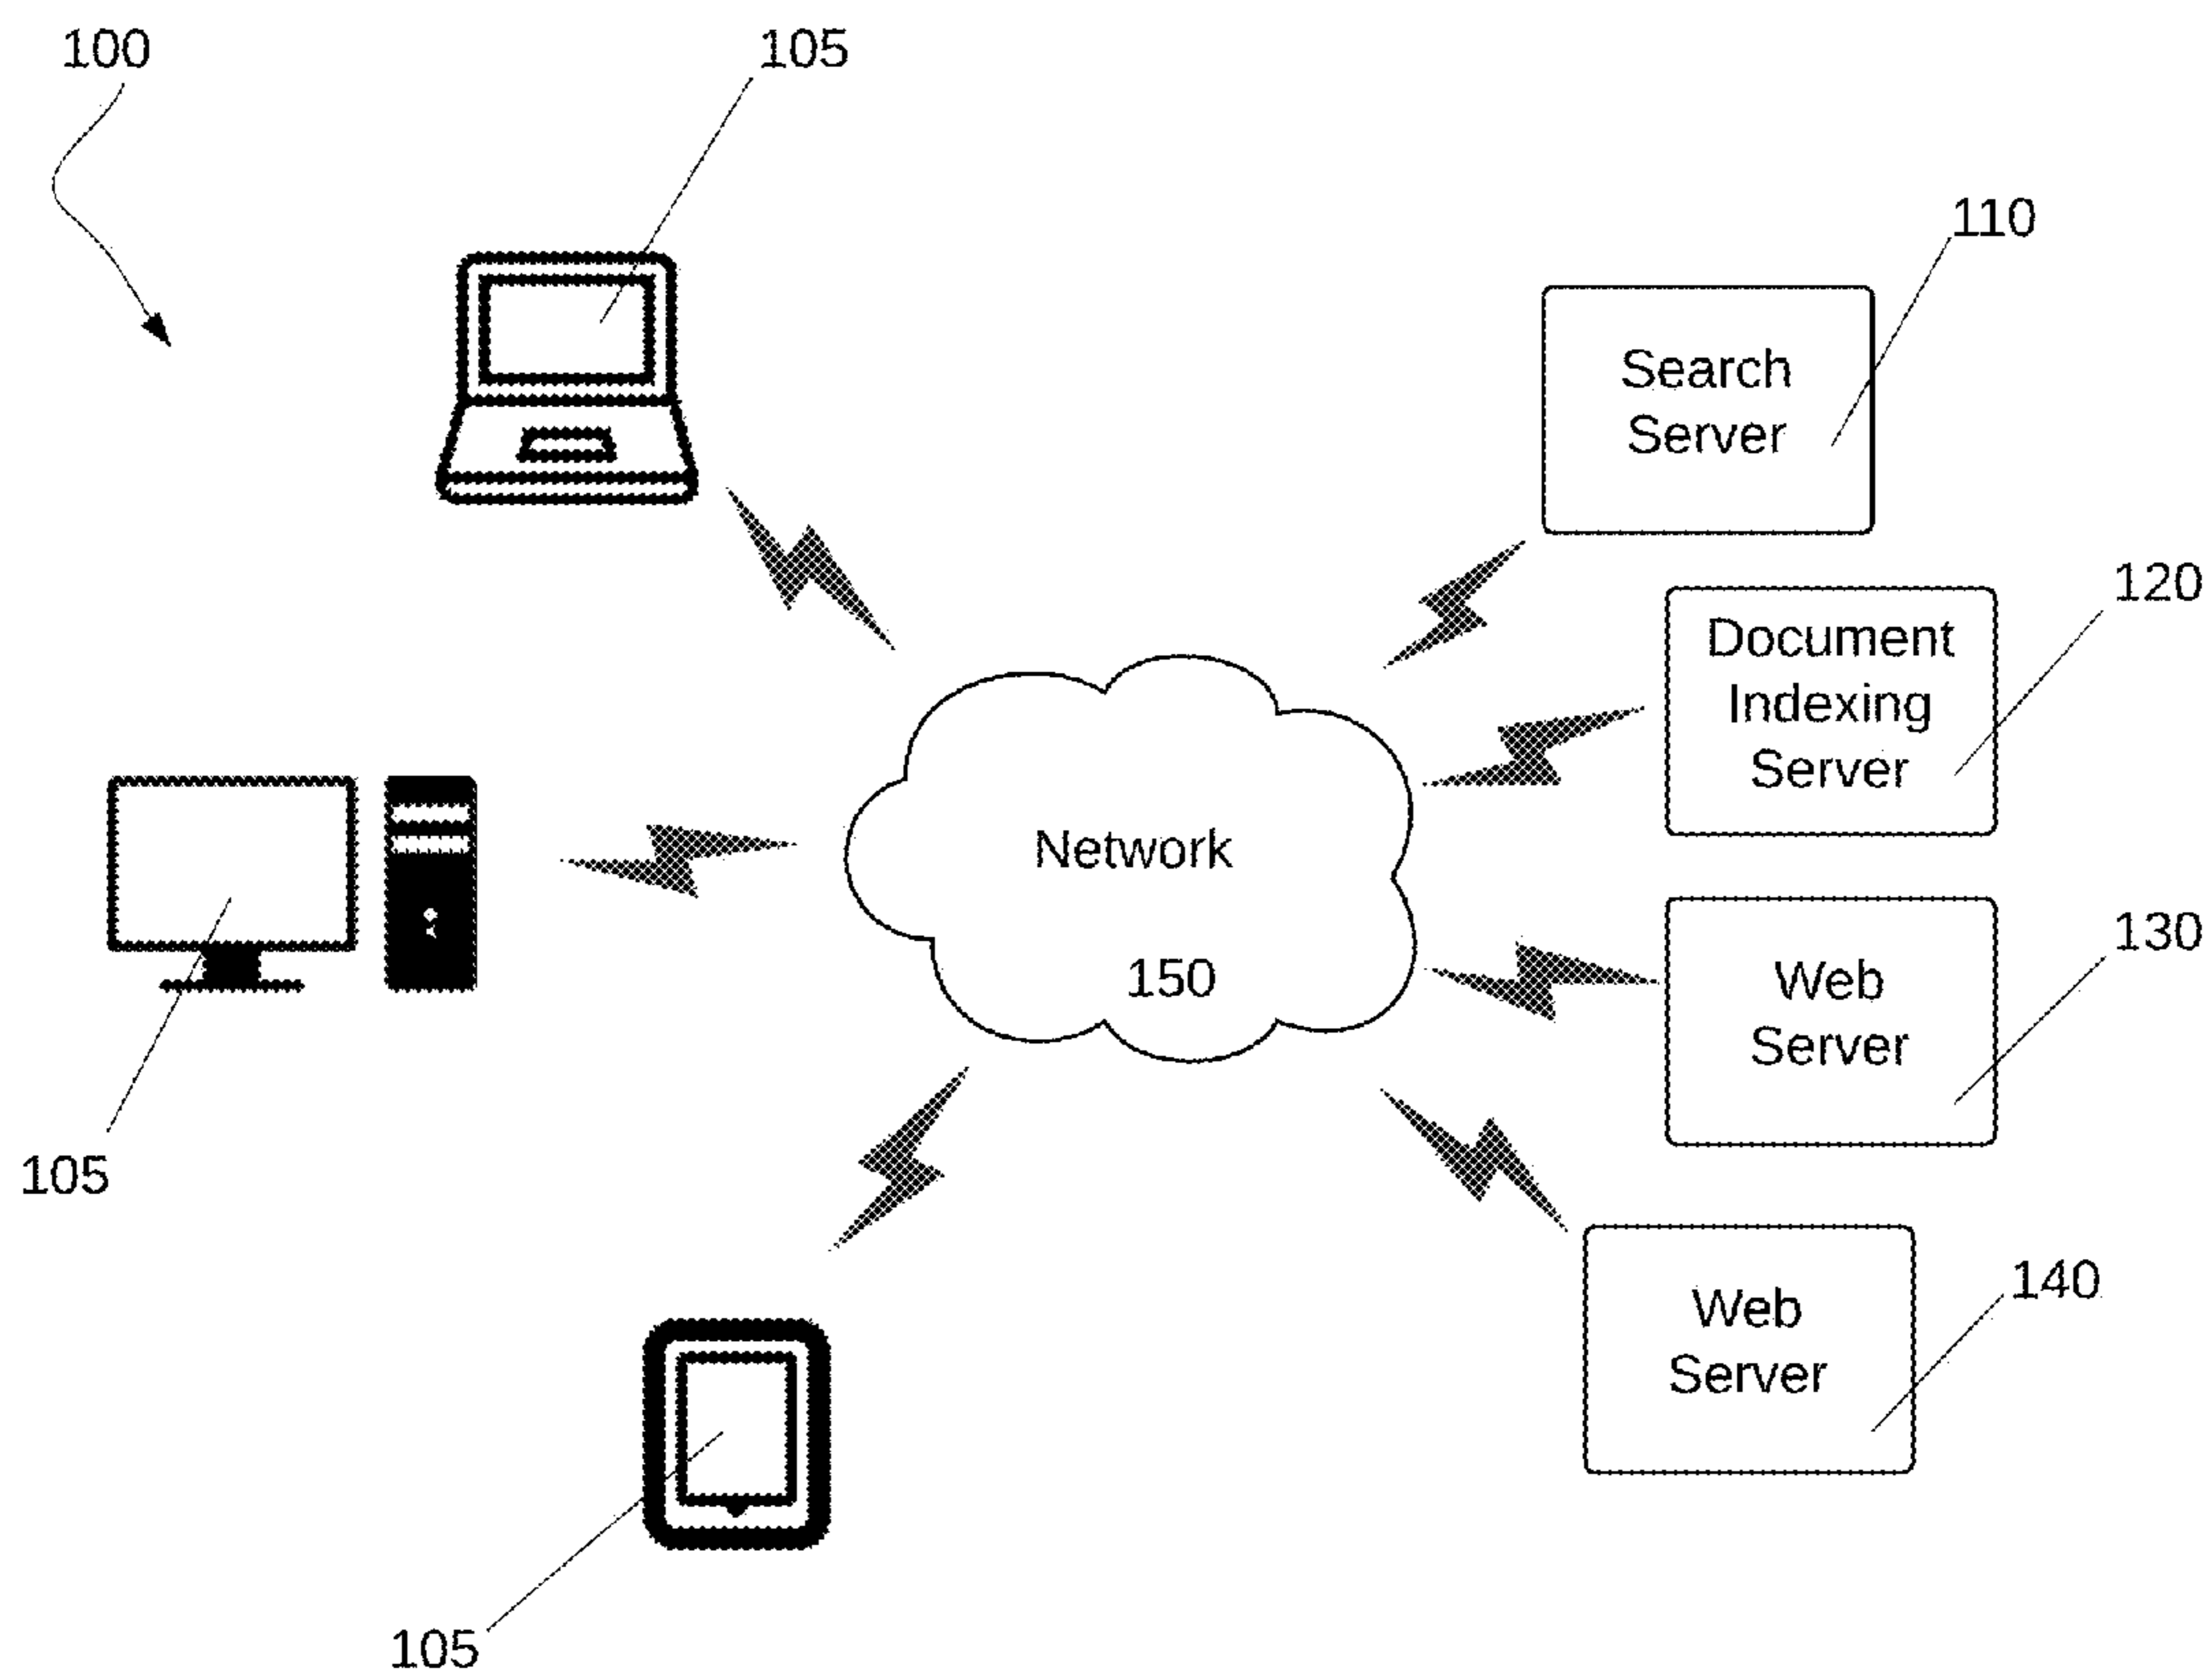 100
105
110
Search
Server
120
Document
Indexing
Server
Network
150
130
Web
Server
105
140
Web
Server
105